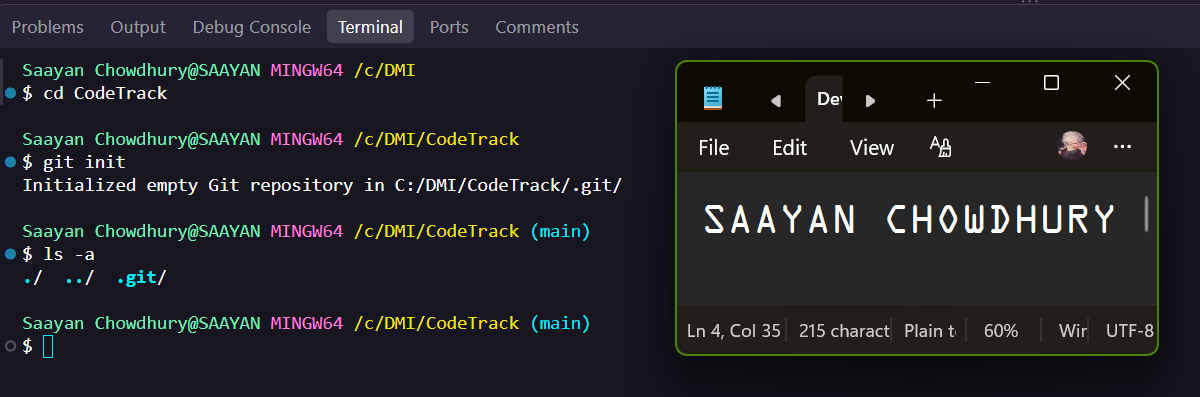 Problems Output Debug Console Terminal Ports Comments
Saayan Chowdhury@SAAYAN MINGW64 /c/DMI
$ cd CodeTrack
Saayan Chowdhury@SAAYAN MINGW64 /c/DMI/CodeTrack
$ git init
Initialized empty Git repository in C:/DMI/CodeTrack/.git/
Saayan Chowdhury@SAAYAN MINGW64 /c/DMI/CodeTrack (main)
$ ls -a
./ ../ .git/
Saayan Chowdhury@SAAYAN MINGW64 /c/DMI/CodeTrack (main)
$
File Edit View
SAAYAN CHOWDHURY
Ln 4, Col 35 215 charact Plain 60% UTF-8